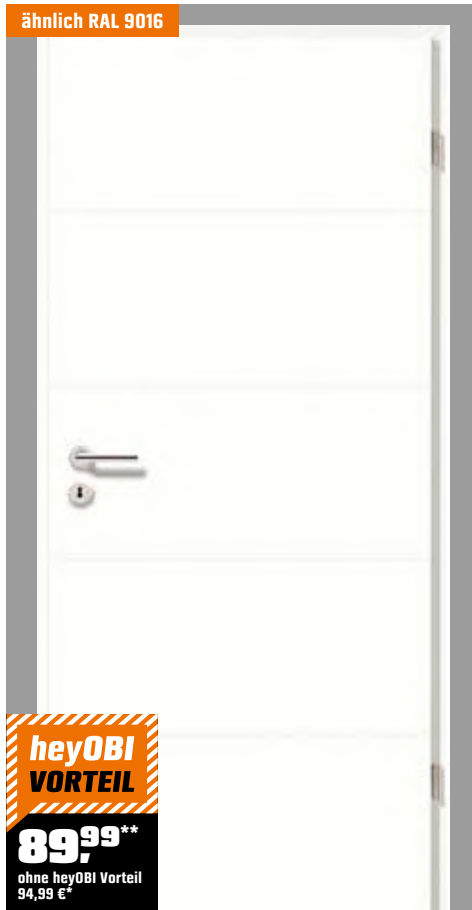 ähnlich RAL 9016
heyOBI
VORTEIL
89,99**
ohne heyOBI Vorteil
94,99 €*